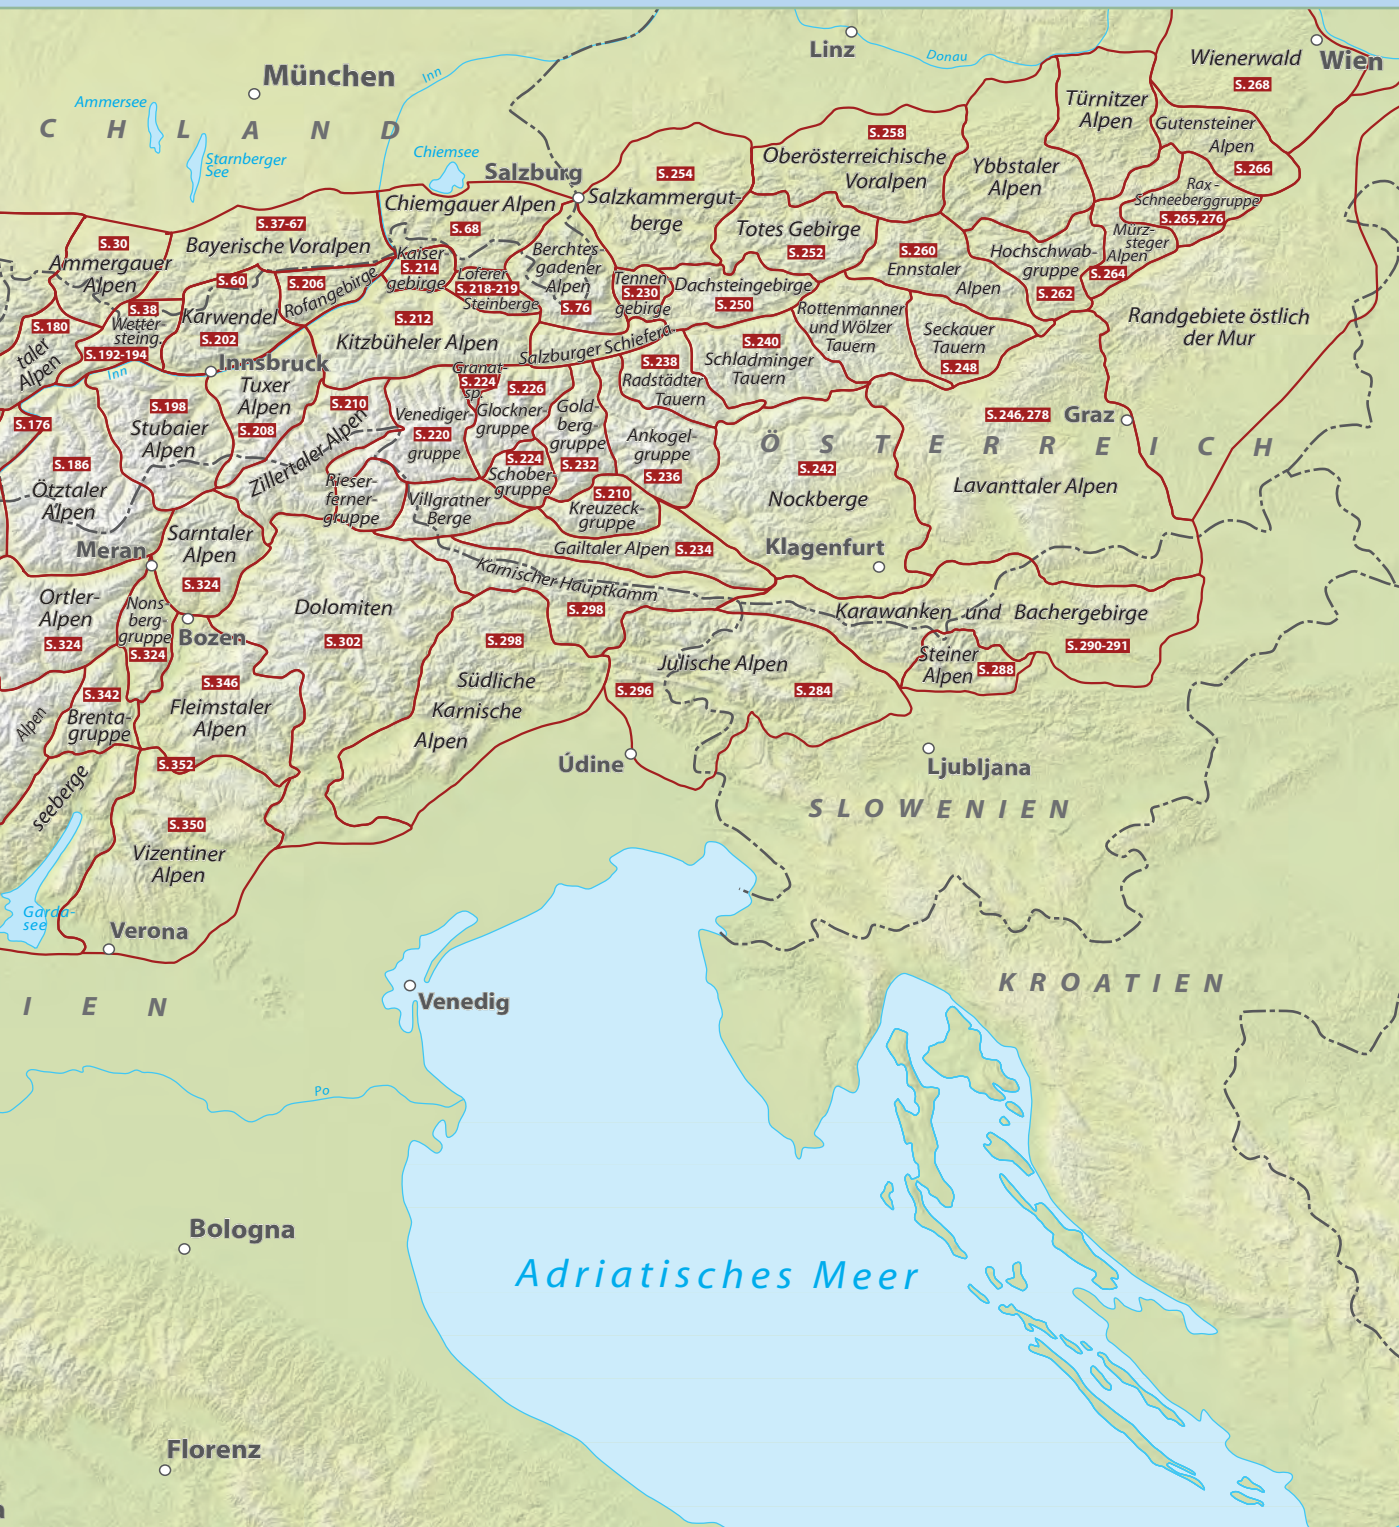 Linz
Donau
Wienerwald
Wien
S.268
München
Inn
Ammersee
C H L A N D
Starnberger
See
Chiemsee
Salzburg
S.254
Salzkammergut-
berge
S.258
Oberösterreichische
Voralpen
Ybbstaler
Alpen
Türnitzer
Alpen
Gutensteiner
Alpen
S.266
Rax-
Schneeberggruppe
S.265,276
Mürz-
steger
Alpen
S.264
S.37-67
Bayerische Voralpen
Chiemgauer Alpen
S.68
S.30
Ammergauer
Alpen
Kaiser-
S.214
gebirge
Loferer
S.218-219
Steinberge
Berchtes-
gadener
Alpen
S.76
Tennen-
S.230
gebirge
Totes Gebirge
S.252
Dachsteingebirge
S.250
S.260
Ennstaler
Alpen
Hochschwab-
gruppe
S.262
Randgebiete östlich
der Mur
S.60
S.206
Rofangebirge
Karwendel
S.202
S.38
Wetter-
steing.
S.192-194
S.180
taler
Alpen
Inn
Innsbruck
S.212
Kitzbüheler Alpen
Salzburger Schiefera.
S.238
Radstädter
Tauern
S.240
Schladminger
Tauern
Rottenmanner
und Wölzer
Tauern
Seckauer
Tauern
S.248
S.176
S.198
Stubaier
Alpen
Tuxer
Alpen
S.208
S.210
Zillertaler Alpen
Granat-
S.224
sp.
Venediger-
S.220
gruppe
S.226
Glockner-
gruppe
Gold-
berg-
gruppe
S.232
Ankogel-
gruppe
S.236
S.224
Schober-
gruppe
S.210
Kreuzeck-
gruppe
S.246,278
Graz
Ö S T E R R E I C H
S.242
Nockberge
Lavanttaler Alpen
S.186
Ötztaler
Alpen
Rieser-
ferner-
gruppe
Villgratner
Berge
Sarntaler
Alpen
S.324
Meran
Gailtaler Alpen
S.234
Klagenfurt
Karnischer Hauptkamm
S.298
Ortler-
Alpen
S.324
Nons-
berg-
gruppe
S.324
Bozen
Dolomiten
S.302
S.298
Südliche
Karnische
Alpen
Julische Alpen
S.284
S.296
Karawanken und Bachergebirge
S.290-291
Steiner
Alpen
S.288
S.342
Brenta-
gruppe
Alpen
S.346
Fleimstaler
Alpen
S.352
Údine
Ljubljana
S L O W E N I E N
seeberge
S.350
Vizentiner
Alpen
Garda-
see
Verona
I E N
Venedig
K R O A T I E N
Po
Bologna
Adriatisches Meer
Florenz
a